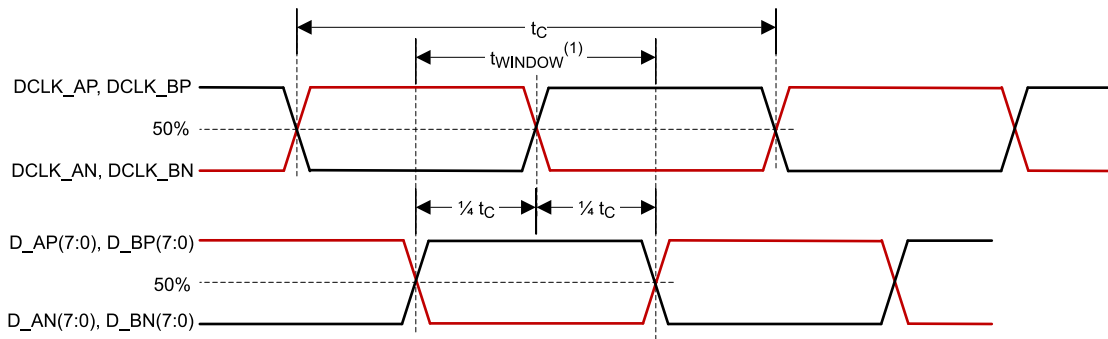 t_C
t_WINDOW^(1)
DCLK_AP, DCLK_BP
50%
DCLK_AN, DCLK_BN
¼ t_C
¼ t_C
D_AP(7:0), D_BP(7:0)
50%
D_AN(7:0), D_BN(7:0)